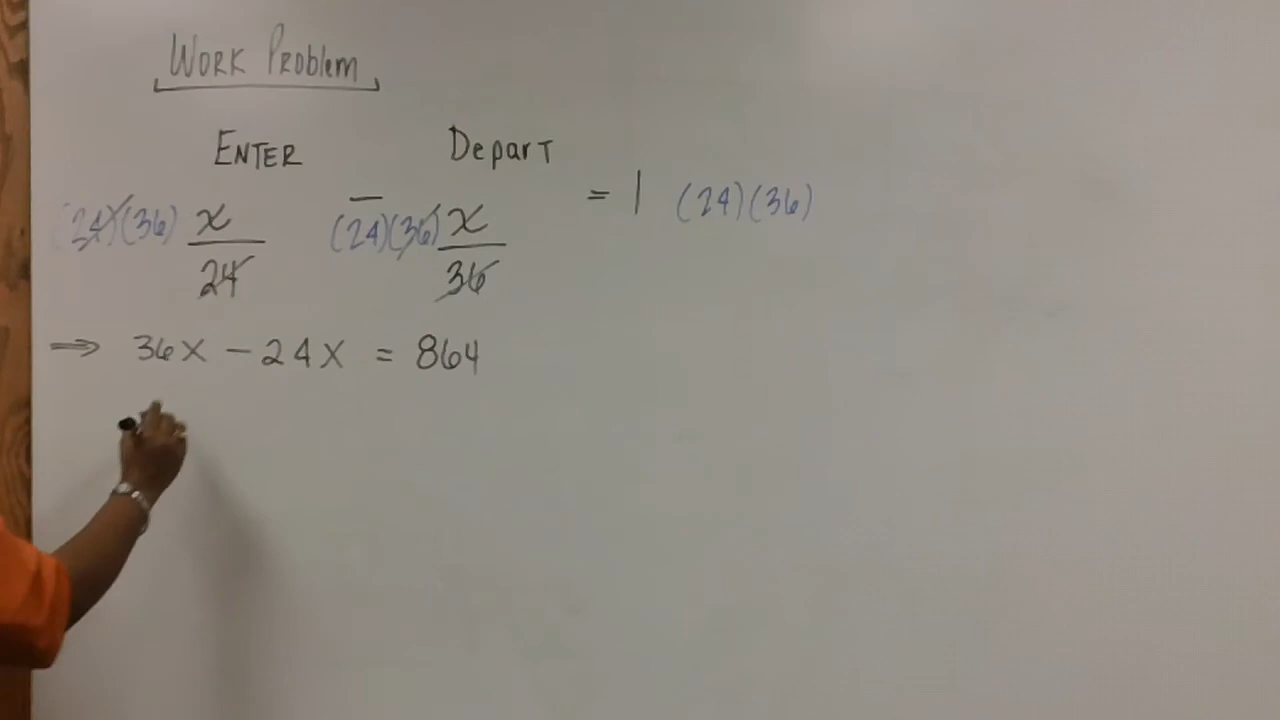 WORK Problem
ENTER Depart
(24)(36) x/24 − (24)(36) x/36 = 1 (24)(36)
⇒ 36x − 24x = 864